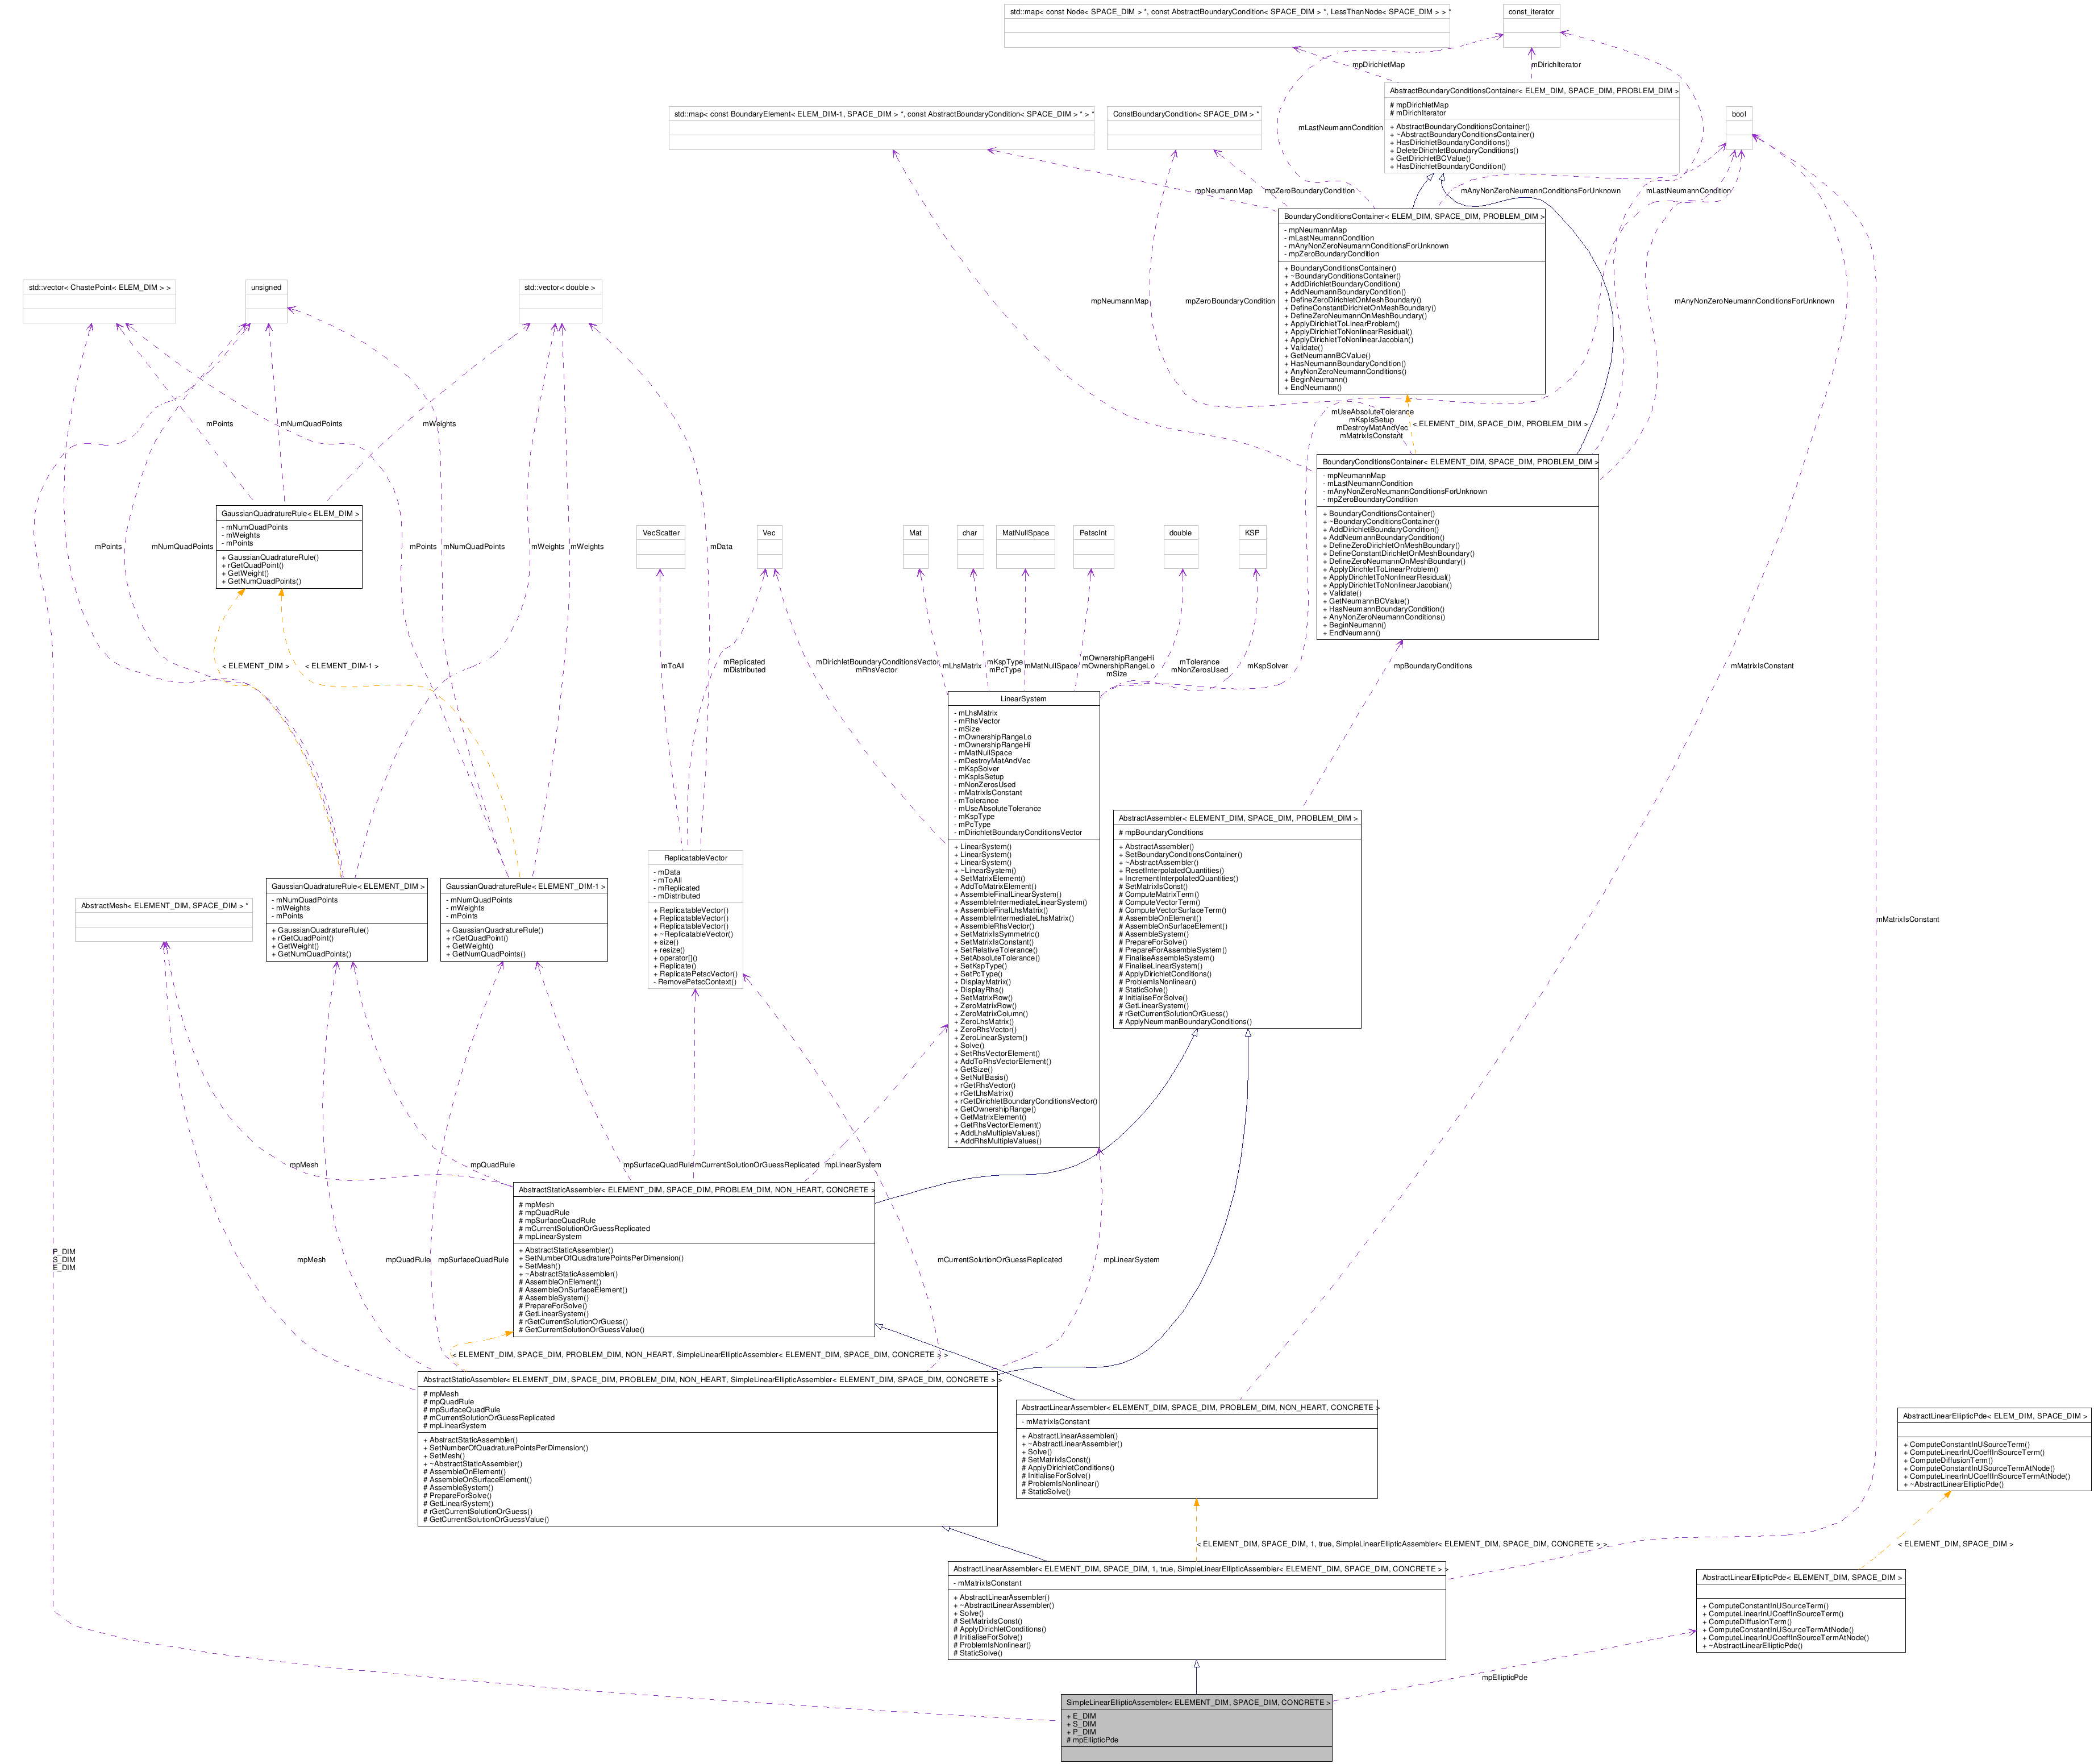 std::map< const Node< SPACE_DIM > *, const AbstractBoundaryCondition< SPACE_DIM > *, LessThanNode< SPACE_DIM > > *
const_iterator
mpDirichletMap
mDirichIterator
AbstractBoundaryConditionsContainer< ELEM_DIM, SPACE_DIM, PROBLEM_DIM >
# mpDirichletMap
# mDirichIterator
+ AbstractBoundaryConditionsContainer()
+ ~AbstractBoundaryConditionsContainer()
+ HasDirichletBoundaryConditions()
+ DeleteDirichletBoundaryConditions()
+ GetDirichletBCValue()
+ HasDirichletBoundaryCondition()
std::map< const BoundaryElement< ELEM_DIM-1, SPACE_DIM > *, const AbstractBoundaryCondition< SPACE_DIM > * > *
ConstBoundaryCondition< SPACE_DIM > *
bool
mLastNeumannCondition
mpNeumannMap
mpZeroBoundaryCondition
mAnyNonZeroNeumannConditionsForUnknown
mLastNeumannCondition
BoundaryConditionsContainer< ELEM_DIM, SPACE_DIM, PROBLEM_DIM >
- mpNeumannMap
- mLastNeumannCondition
- mAnyNonZeroNeumannConditionsForUnknown
- mpZeroBoundaryCondition
+ BoundaryConditionsContainer()
+ ~BoundaryConditionsContainer()
+ AddDirichletBoundaryCondition()
+ AddNeumannBoundaryCondition()
+ DefineZeroDirichletOnMeshBoundary()
+ DefineConstantDirichletOnMeshBoundary()
+ DefineZeroNeumannOnMeshBoundary()
+ ApplyDirichletToLinearProblem()
+ ApplyDirichletToNonlinearResidual()
+ ApplyDirichletToNonlinearJacobian()
+ Validate()
+ GetNeumannBCValue()
+ HasNeumannBoundaryCondition()
+ AnyNonZeroNeumannConditions()
+ BeginNeumann()
+ EndNeumann()
mpNeumannMap
mpZeroBoundaryCondition
mAnyNonZeroNeumannConditionsForUnknown
std::vector< ChastePoint< ELEM_DIM > >
unsigned
std::vector< double >
mUseAbsoluteTolerance
mKspIsSetup
mDestroyMatAndVec
mMatrixIsConstant
< ELEMENT_DIM, SPACE_DIM, PROBLEM_DIM >
mPoints
mNumQuadPoints
mWeights
BoundaryConditionsContainer< ELEMENT_DIM, SPACE_DIM, PROBLEM_DIM >
- mpNeumannMap
- mLastNeumannCondition
- mAnyNonZeroNeumannConditionsForUnknown
- mpZeroBoundaryCondition
+ BoundaryConditionsContainer()
+ ~BoundaryConditionsContainer()
+ AddDirichletBoundaryCondition()
+ AddNeumannBoundaryCondition()
+ DefineZeroDirichletOnMeshBoundary()
+ DefineConstantDirichletOnMeshBoundary()
+ DefineZeroNeumannOnMeshBoundary()
+ ApplyDirichletToLinearProblem()
+ ApplyDirichletToNonlinearResidual()
+ ApplyDirichletToNonlinearJacobian()
+ Validate()
+ GetNeumannBCValue()
+ HasNeumannBoundaryCondition()
+ AnyNonZeroNeumannConditions()
+ BeginNeumann()
+ EndNeumann()
GaussianQuadratureRule< ELEM_DIM >
- mNumQuadPoints
- mWeights
- mPoints
+ GaussianQuadratureRule()
+ rGetQuadPoint()
+ GetWeight()
+ GetNumQuadPoints()
mPoints
mNumQuadPoints
mPoints
mNumQuadPoints
mWeights
mWeights
mData
VecScatter
Vec
Mat
char
MatNullSpace
PetscInt
double
KSP
< ELEMENT_DIM >
< ELEMENT_DIM-1 >
mToAll
mReplicated
mDistributed
mDirichletBoundaryConditionsVector
mRhsVector
mLhsMatrix
mKspType
mPcType
mMatNullSpace
mOwnershipRangeHi
mOwnershipRangeLo
mSize
mTolerance
mNonZerosUsed
mKspSolver
mpBoundaryConditions
mMatrixIsConstant
LinearSystem
- mLhsMatrix
- mRhsVector
- mSize
- mOwnershipRangeLo
- mOwnershipRangeHi
- mMatNullSpace
- mDestroyMatAndVec
- mKspSolver
- mKspIsSetup
- mNonZerosUsed
- mMatrixIsConstant
- mTolerance
- mUseAbsoluteTolerance
- mKspType
- mPcType
- mDirichletBoundaryConditionsVector
+ LinearSystem()
+ LinearSystem()
+ LinearSystem()
+ ~LinearSystem()
+ SetMatrixElement()
+ AddToMatrixElement()
+ AssembleFinalLinearSystem()
+ AssembleIntermediateLinearSystem()
+ AssembleFinalLhsMatrix()
+ AssembleIntermediateLhsMatrix()
+ AssembleRhsVector()
+ SetMatrixIsSymmetric()
+ SetMatrixIsConstant()
+ SetRelativeTolerance()
+ SetAbsoluteTolerance()
+ SetKspType()
+ SetPcType()
+ DisplayMatrix()
+ DisplayRhs()
+ SetMatrixRow()
+ ZeroMatrixRow()
+ ZeroMatrixColumn()
+ ZeroLhsMatrix()
+ ZeroRhsVector()
+ ZeroLinearSystem()
+ Solve()
+ SetRhsVectorElement()
+ AddToRhsVectorElement()
+ GetSize()
+ SetNullBasis()
+ rGetRhsVector()
+ rGetLhsMatrix()
+ rGetDirichletBoundaryConditionsVector()
+ GetOwnershipRange()
+ GetMatrixElement()
+ GetRhsVectorElement()
+ AddLhsMultipleValues()
+ AddRhsMultipleValues()
AbstractAssembler< ELEMENT_DIM, SPACE_DIM, PROBLEM_DIM >
# mpBoundaryConditions
+ AbstractAssembler()
+ SetBoundaryConditionsContainer()
+ ~AbstractAssembler()
+ ResetInterpolatedQuantities()
+ IncrementInterpolatedQuantities()
# SetMatrixIsConst()
# ComputeMatrixTerm()
# ComputeVectorTerm()
# ComputeVectorSurfaceTerm()
# AssembleOnElement()
# AssembleOnSurfaceElement()
# AssembleSystem()
# PrepareForSolve()
# PrepareForAssembleSystem()
# FinaliseAssembleSystem()
# FinaliseLinearSystem()
# ApplyDirichletConditions()
# ProblemIsNonlinear()
# StaticSolve()
# InitialiseForSolve()
# GetLinearSystem()
# rGetCurrentSolutionOrGuess()
# ApplyNeummanBoundaryConditions()
ReplicatableVector
- mData
- mToAll
- mReplicated
- mDistributed
+ ReplicatableVector()
+ ReplicatableVector()
+ ReplicatableVector()
+ ~ReplicatableVector()
+ size()
+ resize()
+ operator[]()
+ Replicate()
+ ReplicatePetscVector()
- RemovePetscContext()
AbstractMesh< ELEMENT_DIM, SPACE_DIM > *
GaussianQuadratureRule< ELEMENT_DIM >
- mNumQuadPoints
- mWeights
- mPoints
+ GaussianQuadratureRule()
+ rGetQuadPoint()
+ GetWeight()
+ GetNumQuadPoints()
GaussianQuadratureRule< ELEMENT_DIM-1 >
- mNumQuadPoints
- mWeights
- mPoints
+ GaussianQuadratureRule()
+ rGetQuadPoint()
+ GetWeight()
+ GetNumQuadPoints()
mMatrixIsConstant
mpMesh
mpQuadRule
mpSurfaceQuadRule
mCurrentSolutionOrGuessReplicated
mpLinearSystem
AbstractStaticAssembler< ELEMENT_DIM, SPACE_DIM, PROBLEM_DIM, NON_HEART, CONCRETE >
# mpMesh
# mpQuadRule
# mpSurfaceQuadRule
# mCurrentSolutionOrGuessReplicated
# mpLinearSystem
+ AbstractStaticAssembler()
+ SetNumberOfQuadraturePointsPerDimension()
+ SetMesh()
+ ~AbstractStaticAssembler()
# AssembleOnElement()
# AssembleOnSurfaceElement()
# AssembleSystem()
# PrepareForSolve()
# GetLinearSystem()
# rGetCurrentSolutionOrGuess()
# GetCurrentSolutionOrGuessValue()
P_DIM
S_DIM
E_DIM
mpMesh
mpQuadRule
mpSurfaceQuadRule
mCurrentSolutionOrGuessReplicated
mpLinearSystem
< ELEMENT_DIM, SPACE_DIM, PROBLEM_DIM, NON_HEART, SimpleLinearEllipticAssembler< ELEMENT_DIM, SPACE_DIM, CONCRETE > >
AbstractStaticAssembler< ELEMENT_DIM, SPACE_DIM, PROBLEM_DIM, NON_HEART, SimpleLinearEllipticAssembler< ELEMENT_DIM, SPACE_DIM, CONCRETE > >
# mpMesh
# mpQuadRule
# mpSurfaceQuadRule
# mCurrentSolutionOrGuessReplicated
# mpLinearSystem
+ AbstractStaticAssembler()
+ SetNumberOfQuadraturePointsPerDimension()
+ SetMesh()
+ ~AbstractStaticAssembler()
# AssembleOnElement()
# AssembleOnSurfaceElement()
# AssembleSystem()
# PrepareForSolve()
# GetLinearSystem()
# rGetCurrentSolutionOrGuess()
# GetCurrentSolutionOrGuessValue()
AbstractLinearAssembler< ELEMENT_DIM, SPACE_DIM, PROBLEM_DIM, NON_HEART, CONCRETE >
- mMatrixIsConstant
+ AbstractLinearAssembler()
+ ~AbstractLinearAssembler()
+ Solve()
# SetMatrixIsConst()
# ApplyDirichletConditions()
# InitialiseForSolve()
# ProblemIsNonlinear()
# StaticSolve()
AbstractLinearEllipticPde< ELEM_DIM, SPACE_DIM >
+ ComputeConstantInUSourceTerm()
+ ComputeLinearInUCoeffInSourceTerm()
+ ComputeDiffusionTerm()
+ ComputeConstantInUSourceTermAtNode()
+ ComputeLinearInUCoeffInSourceTermAtNode()
+ ~AbstractLinearEllipticPde()
< ELEMENT_DIM, SPACE_DIM, 1, true, SimpleLinearEllipticAssembler< ELEMENT_DIM, SPACE_DIM, CONCRETE > >
< ELEMENT_DIM, SPACE_DIM >
AbstractLinearAssembler< ELEMENT_DIM, SPACE_DIM, 1, true, SimpleLinearEllipticAssembler< ELEMENT_DIM, SPACE_DIM, CONCRETE > >
- mMatrixIsConstant
+ AbstractLinearAssembler()
+ ~AbstractLinearAssembler()
+ Solve()
# SetMatrixIsConst()
# ApplyDirichletConditions()
# InitialiseForSolve()
# ProblemIsNonlinear()
# StaticSolve()
AbstractLinearEllipticPde< ELEMENT_DIM, SPACE_DIM >
+ ComputeConstantInUSourceTerm()
+ ComputeLinearInUCoeffInSourceTerm()
+ ComputeDiffusionTerm()
+ ComputeConstantInUSourceTermAtNode()
+ ComputeLinearInUCoeffInSourceTermAtNode()
+ ~AbstractLinearEllipticPde()
mpEllipticPde
SimpleLinearEllipticAssembler< ELEMENT_DIM, SPACE_DIM, CONCRETE >
+ E_DIM
+ S_DIM
+ P_DIM
# mpEllipticPde